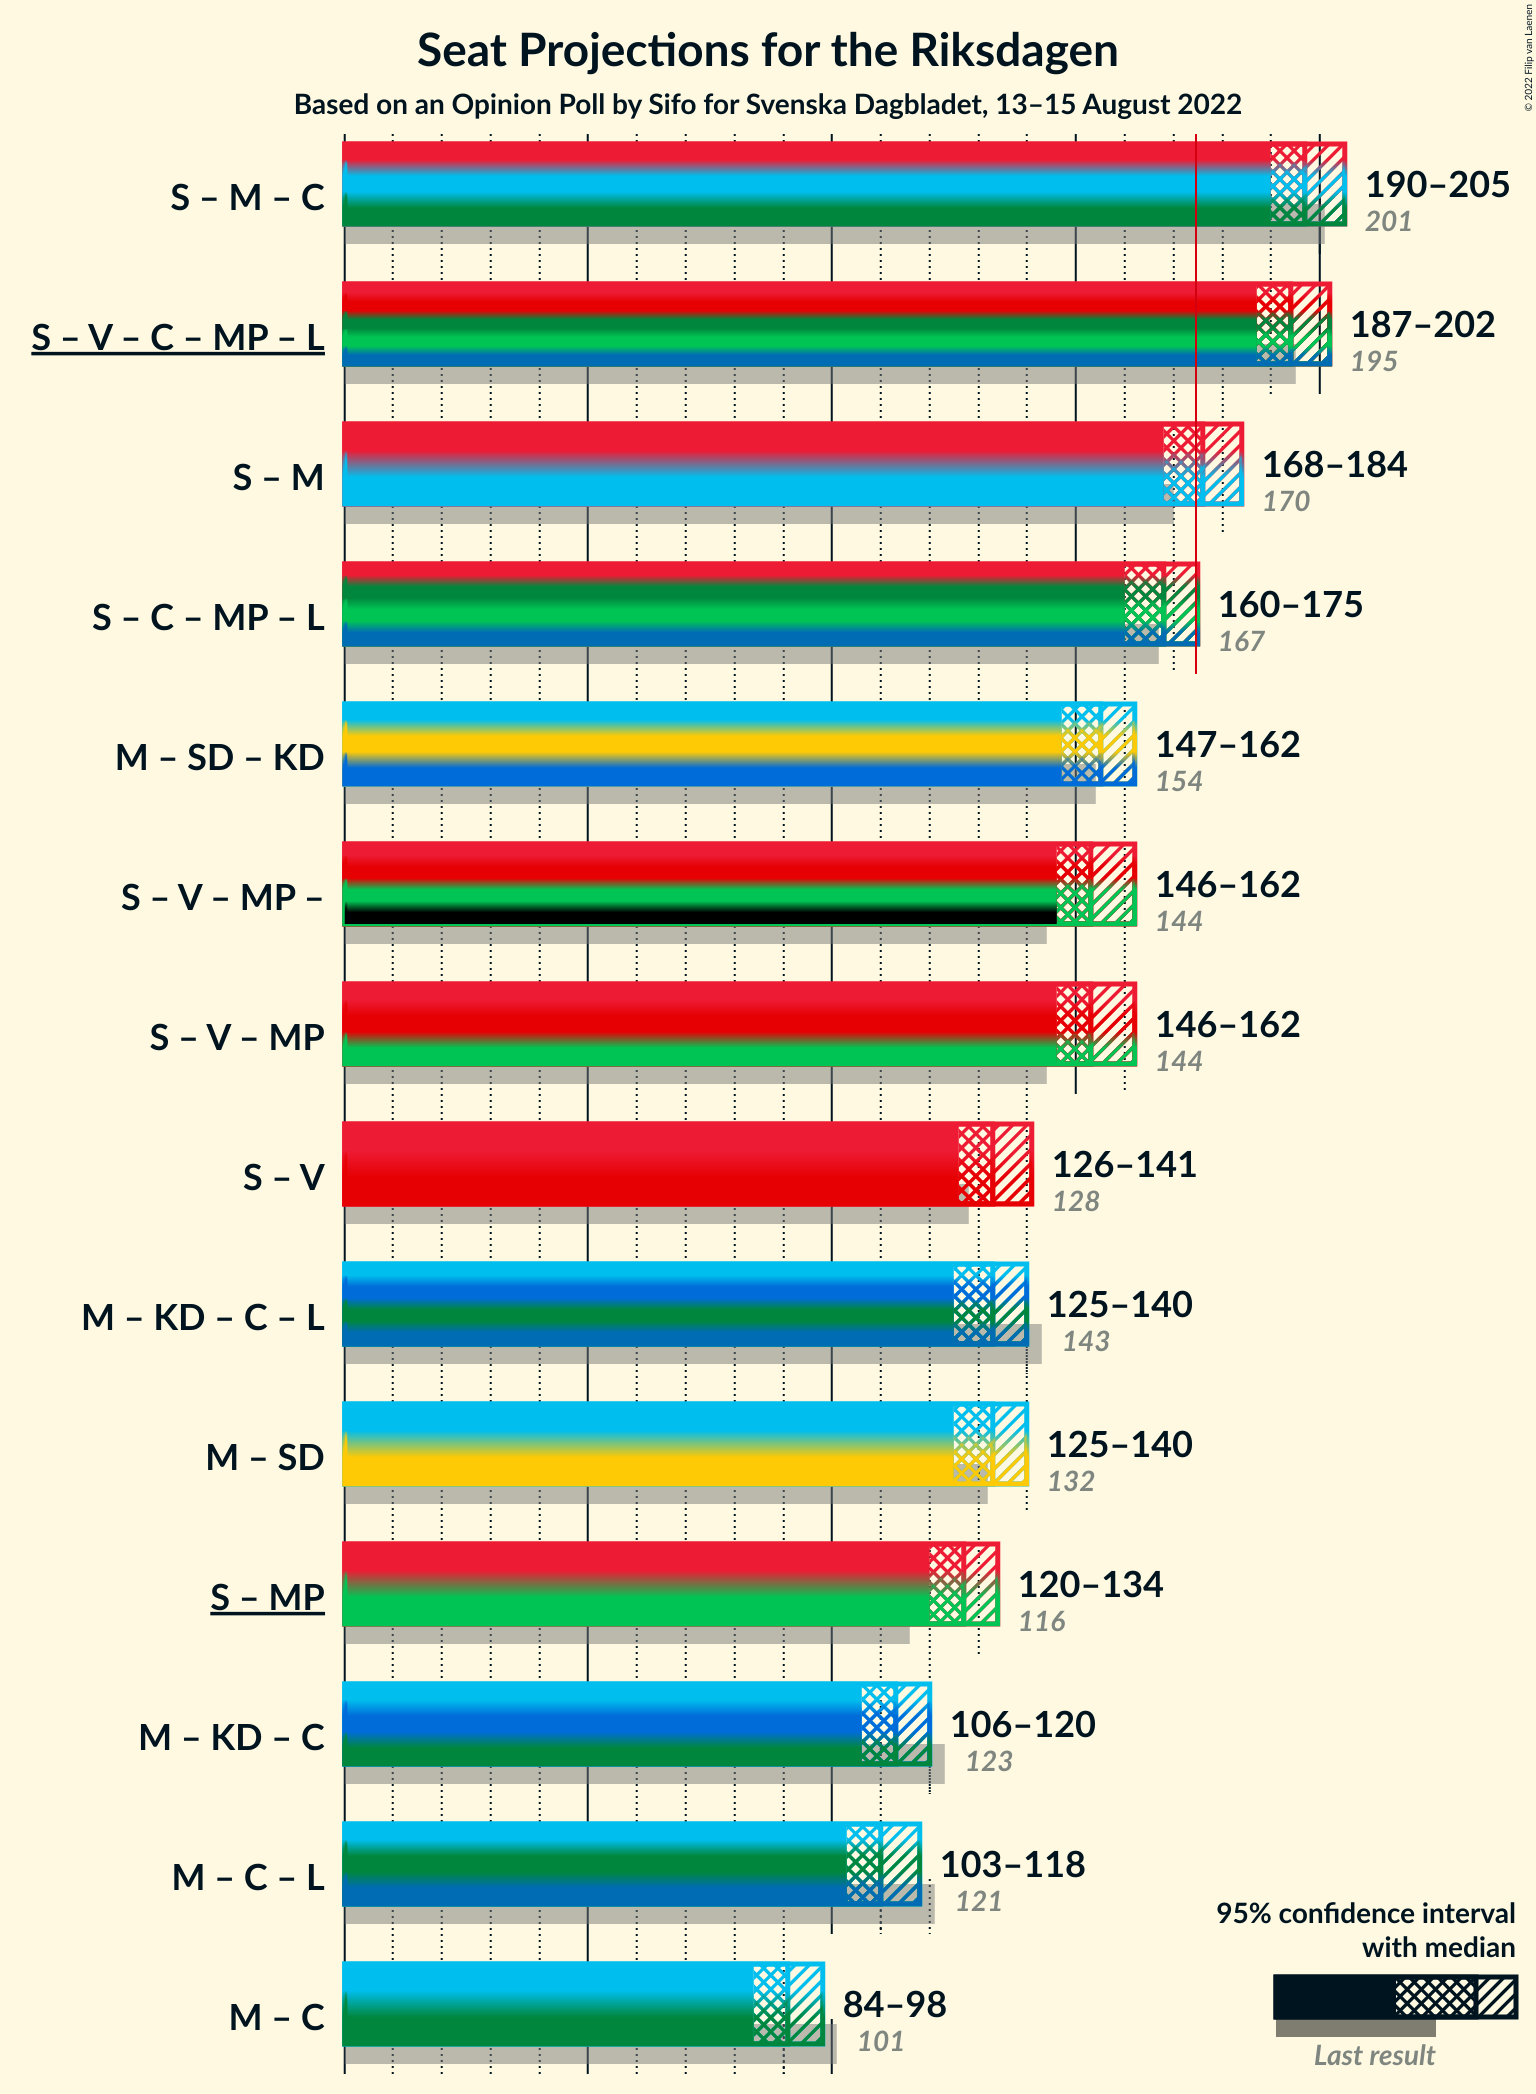 Seat Projections for the Riksdagen
Based on an Opinion Poll by Sifo for Svenska Dagbladet, 13–15 August 2022
© 2022 Filip van Laenen
S – M – C
190–205
201
S – V – C – MP – L
187–202
195
S – M
168–184
170
S – C – MP – L
160–175
167
M – SD – KD
147–162
154
S – V – MP –
146–162
144
S – V – MP
146–162
144
S – V
126–141
128
M – KD – C – L
125–140
143
M – SD
125–140
132
S – MP
120–134
116
M – KD – C
106–120
123
M – C – L
103–118
121
M – C
84–98
101
95% confidence interval
with median
Last result